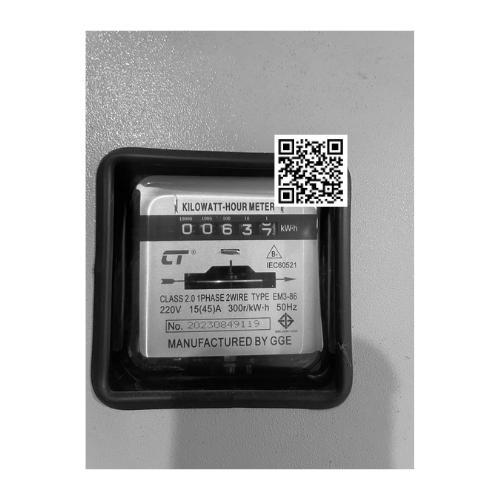 KILOWATT-HOUR METER
10000 1000 100 10 1
0 0 6 3 kW·h
CT ®
IEC60521
CLASS 2.0 1PHASE 2WIRE TYPE EM3-86
220V 15(45)A 300r/kW·h 50Hz
No. 20230849119
MANUFACTURED BY GGE